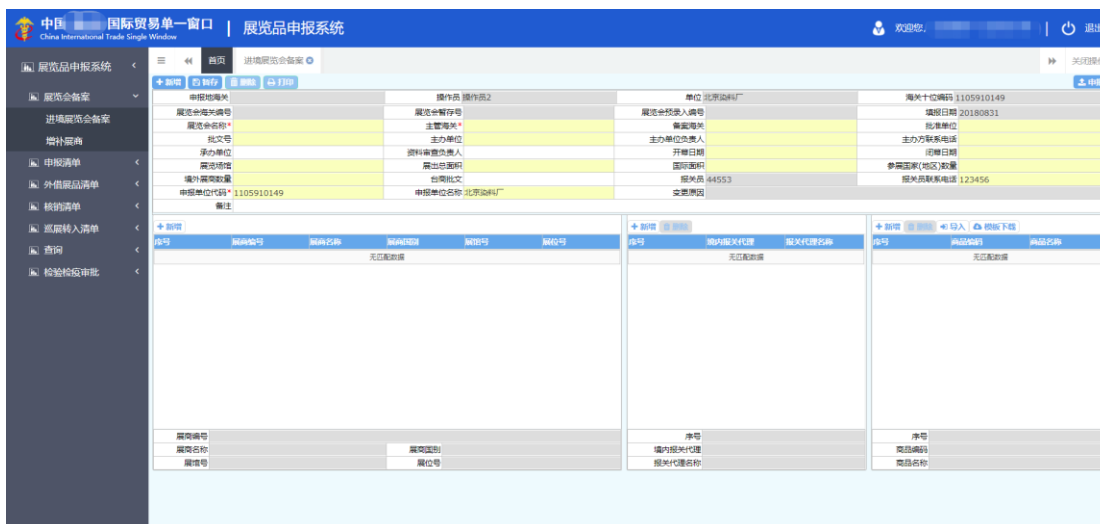 中国 国际贸易单一窗口 | 展览品申报系统 欢迎您, | 退出
China International Trade Single Window
展览品申报系统
首页 进境展览会备案 关闭操作
+新增 暂存 删除 打印
展览会备案
进境展览会备案
增补展商
申报清单
外借展品清单
核销清单
巡展转入清单
查询
检验检疫审批
申报地海关 操作员 操作员2 单位 北京染料厂 海关十位编码 1105910149
展览会海关编号 展览会暂存号 展览会预录入编号 填报日期 20180831
展览会名称* 主管海关* 备案海关 批准单位
批文号 主办单位 主办单位负责人 主办方联系电话
承办单位 资料审查负责人 开幕日期 闭幕日期
展览场馆 展出总面积 国际面积 参展国家(地区)数量
境外展商数量 台商批文 报关员 44553 报关员联系电话 123456
申报单位代码* 1105910149 申报单位名称 北京染料厂 变更原因
备注
+新增 +新增 删除 +新增 删除 导入 模板下载
序号 展商编号 展商名称 展商国别 展馆号 展位号 序号 境内报关代理 报关代理名称 序号 商品编码 商品名称
无匹配数据 无匹配数据 无匹配数据
展商编号 序号 序号
展商名称 展商国别 境内报关代理 商品编码
展馆号 展位号 报关代理名称 商品名称